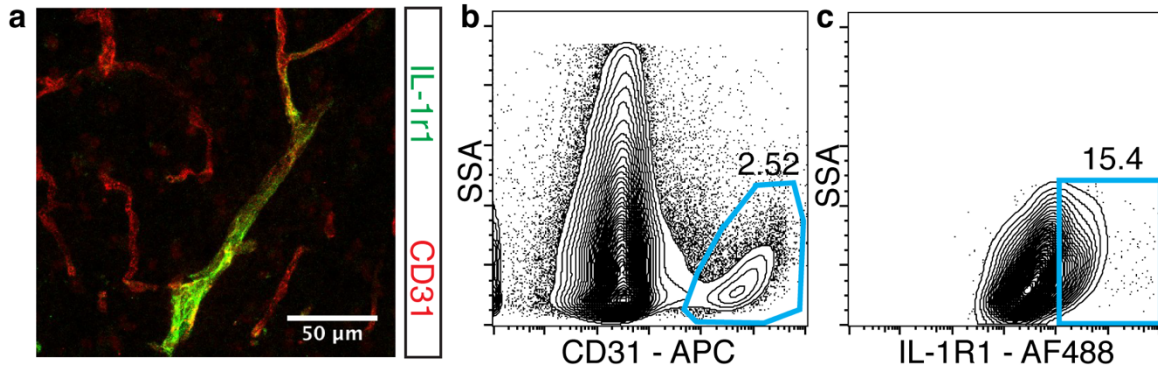 a
50 µm
IL-1r1
CD31
b
SSA
2.52
CD31 - APC
c
SSA
15.4
IL-1R1 - AF488